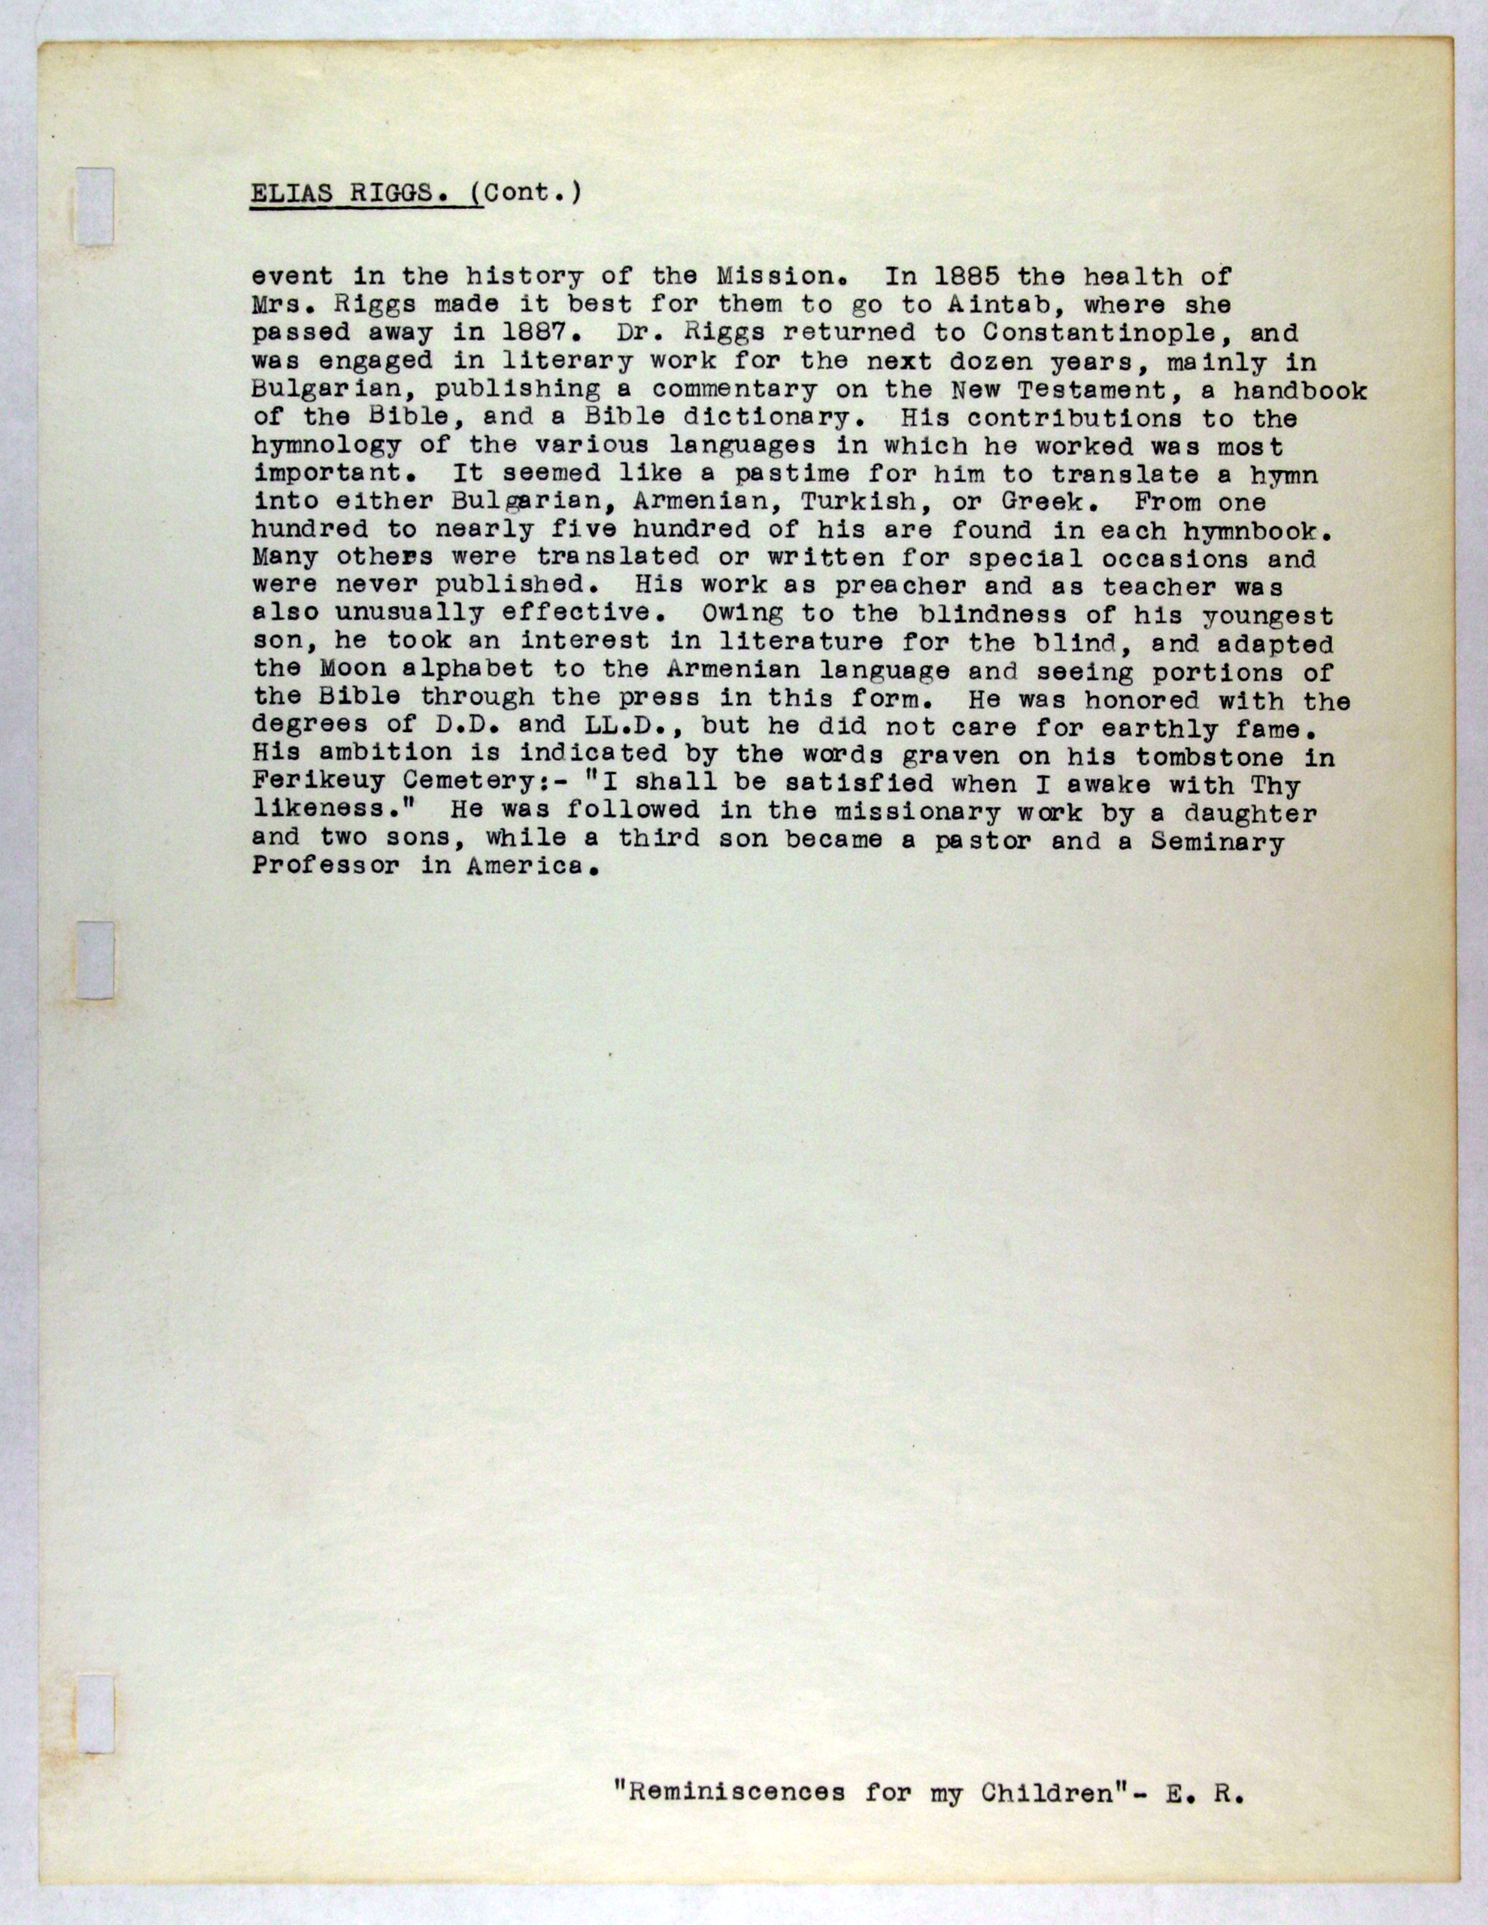 ELIAS RIGGS. (Cont.)
event in the history of the Mission. In 1885 the health of
Mrs. Riggs made it best for them to go to Aintab, where she
passed away in 1887. Dr. Riggs returned to Constantinople, and
was engaged in literary work for the next dozen years, mainly in
Bulgarian, publishing a commentary on the New Testament, a handbook
of the Bible, and a Bible dictionary. His contributions to the
hymnology of the various languages in which he worked was most
important. It seemed like a pastime for him to translate a hymn
into either Bulgarian, Armenian, Turkish, or Greek. From one
hundred to nearly five hundred of his are found in each hymnbook.
Many others were translated or written for special occasions and
were never published. His work as preacher and as teacher was
also unusually effective. Owing to the blindness of his youngest
son, he took an interest in literature for the blind, and adapted
the Moon alphabet to the Armenian language and seeing portions of
the Bible through the press in this form. He was honored with the
degrees of D.D. and LL.D., but he did not care for earthly fame.
His ambition is indicated by the words graven on his tombstone in
Ferikeuy Cemetery:- "I shall be satisfied when I awake with Thy
likeness." He was followed in the missionary work by a daughter
and two sons, while a third son became a pastor and a Seminary
Professor in America.
"Reminiscences for my Children"- E. R.